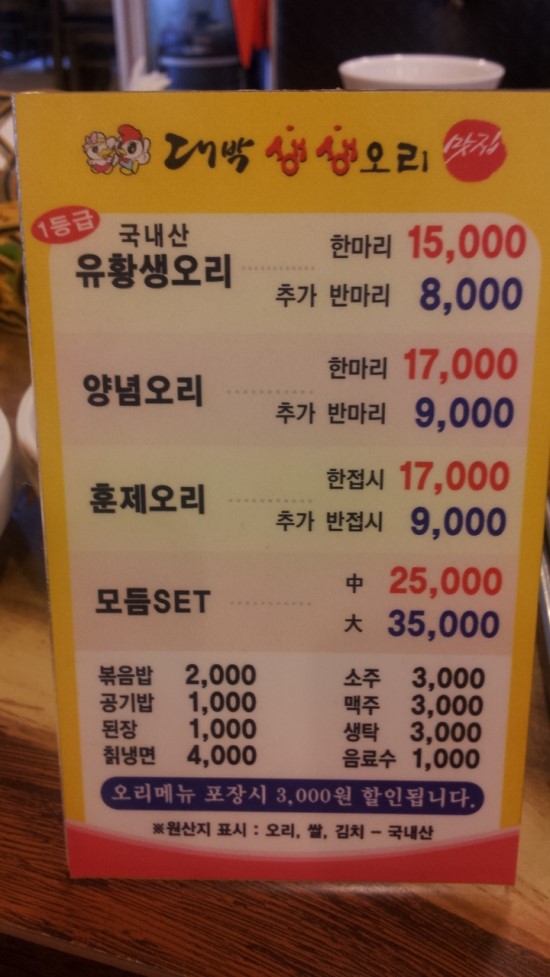 대박 생생오리 맛집
1등급
국내산
유황생오리 한마리 15,000
추가 반마리 8,000
양념오리 한마리 17,000
추가 반마리 9,000
훈제오리 한접시 17,000
추가 반접시 9,000
모듬SET 中 25,000
大 35,000
볶음밥 2,000 소주 3,000
공기밥 1,000 맥주 3,000
된장 1,000 생탁 3,000
칡냉면 4,000 음료수 1,000
오리메뉴 포장시 3,000원 할인됩니다.
※원산지 표시 : 오리, 쌀, 김치 - 국내산